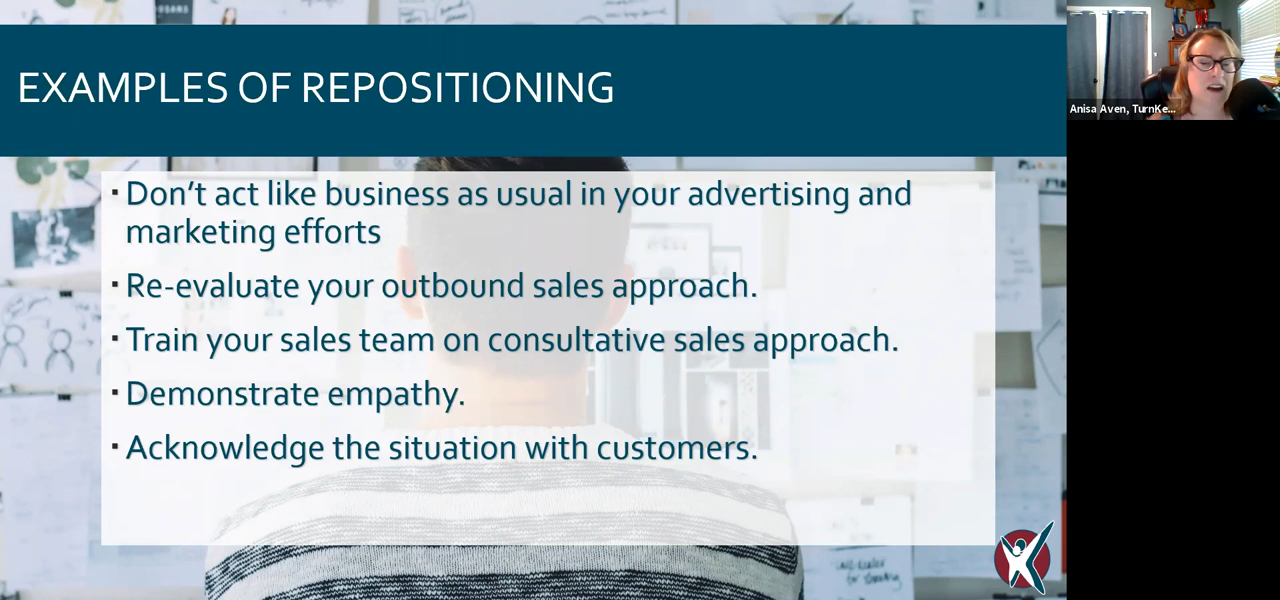 EXAMPLES OF REPOSITIONING
▪ Don’t act like business as usual in your advertising and
marketing efforts
▪ Re-evaluate your outbound sales approach.
▪ Train your sales team on consultative sales approach.
▪ Demonstrate empathy.
▪ Acknowledge the situation with customers.
Anisa Aven, TurnKe...